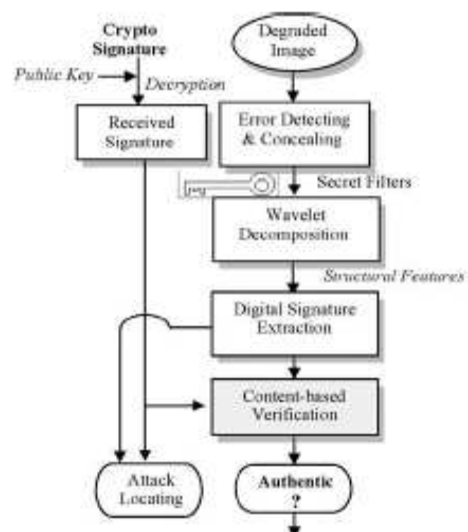 Crypto
Signature
Degraded
Image
Public Key
Decryption
Received
Signature
Error Detecting
& Concealing
Secret Filters
Wavelet
Decomposition
Structural Features
Digital Signature
Extraction
Content-based
Verification
Attack
Locating
Authentic
?